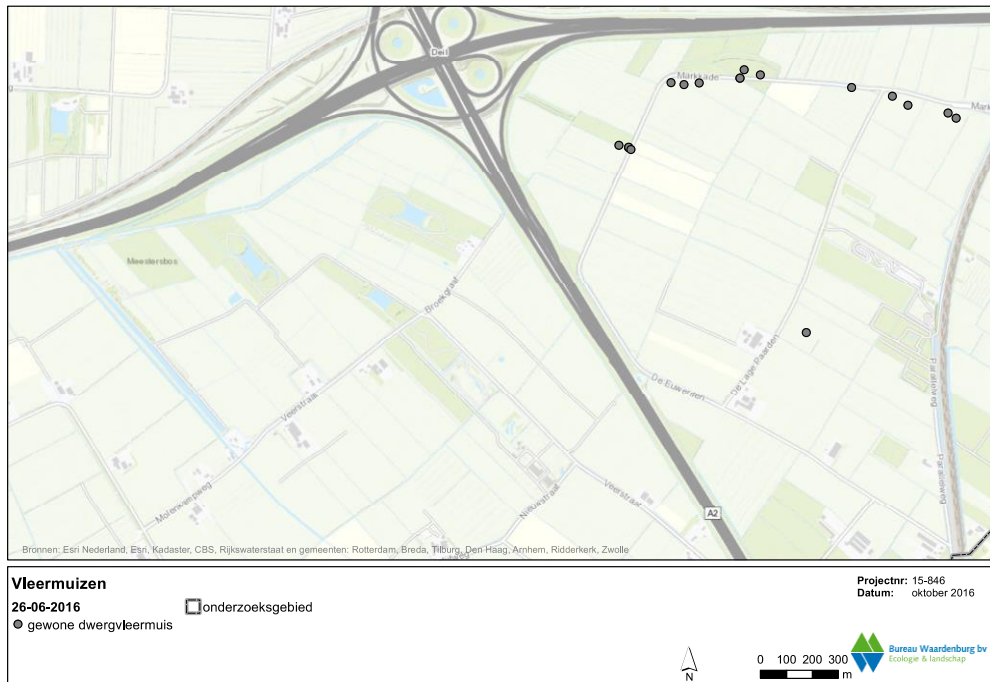 Deil
Markkade
Mark
Meestersbos
Broekgraaf
De Lage Paarden
Parallelweg
De Euweraen
Veerstraat
Molenkampweg
Nieuwstraat
Veerstraat
Parallelweg
A2
Bronnen: Esri Nederland, Esri, Kadaster, CBS, Rijkswaterstaat en gemeenten: Rotterdam, Breda, Tilburg, Den Haag, Arnhem, Ridderkerk, Zwolle
Vleermuizen
26-06-2016
onderzoeksgebied
gewone dwergvleermuis
Projectnr: 15-846
Datum: oktober 2016
N
0 100 200 300
m
Bureau Waardenburg bv
Ecologie & landschap